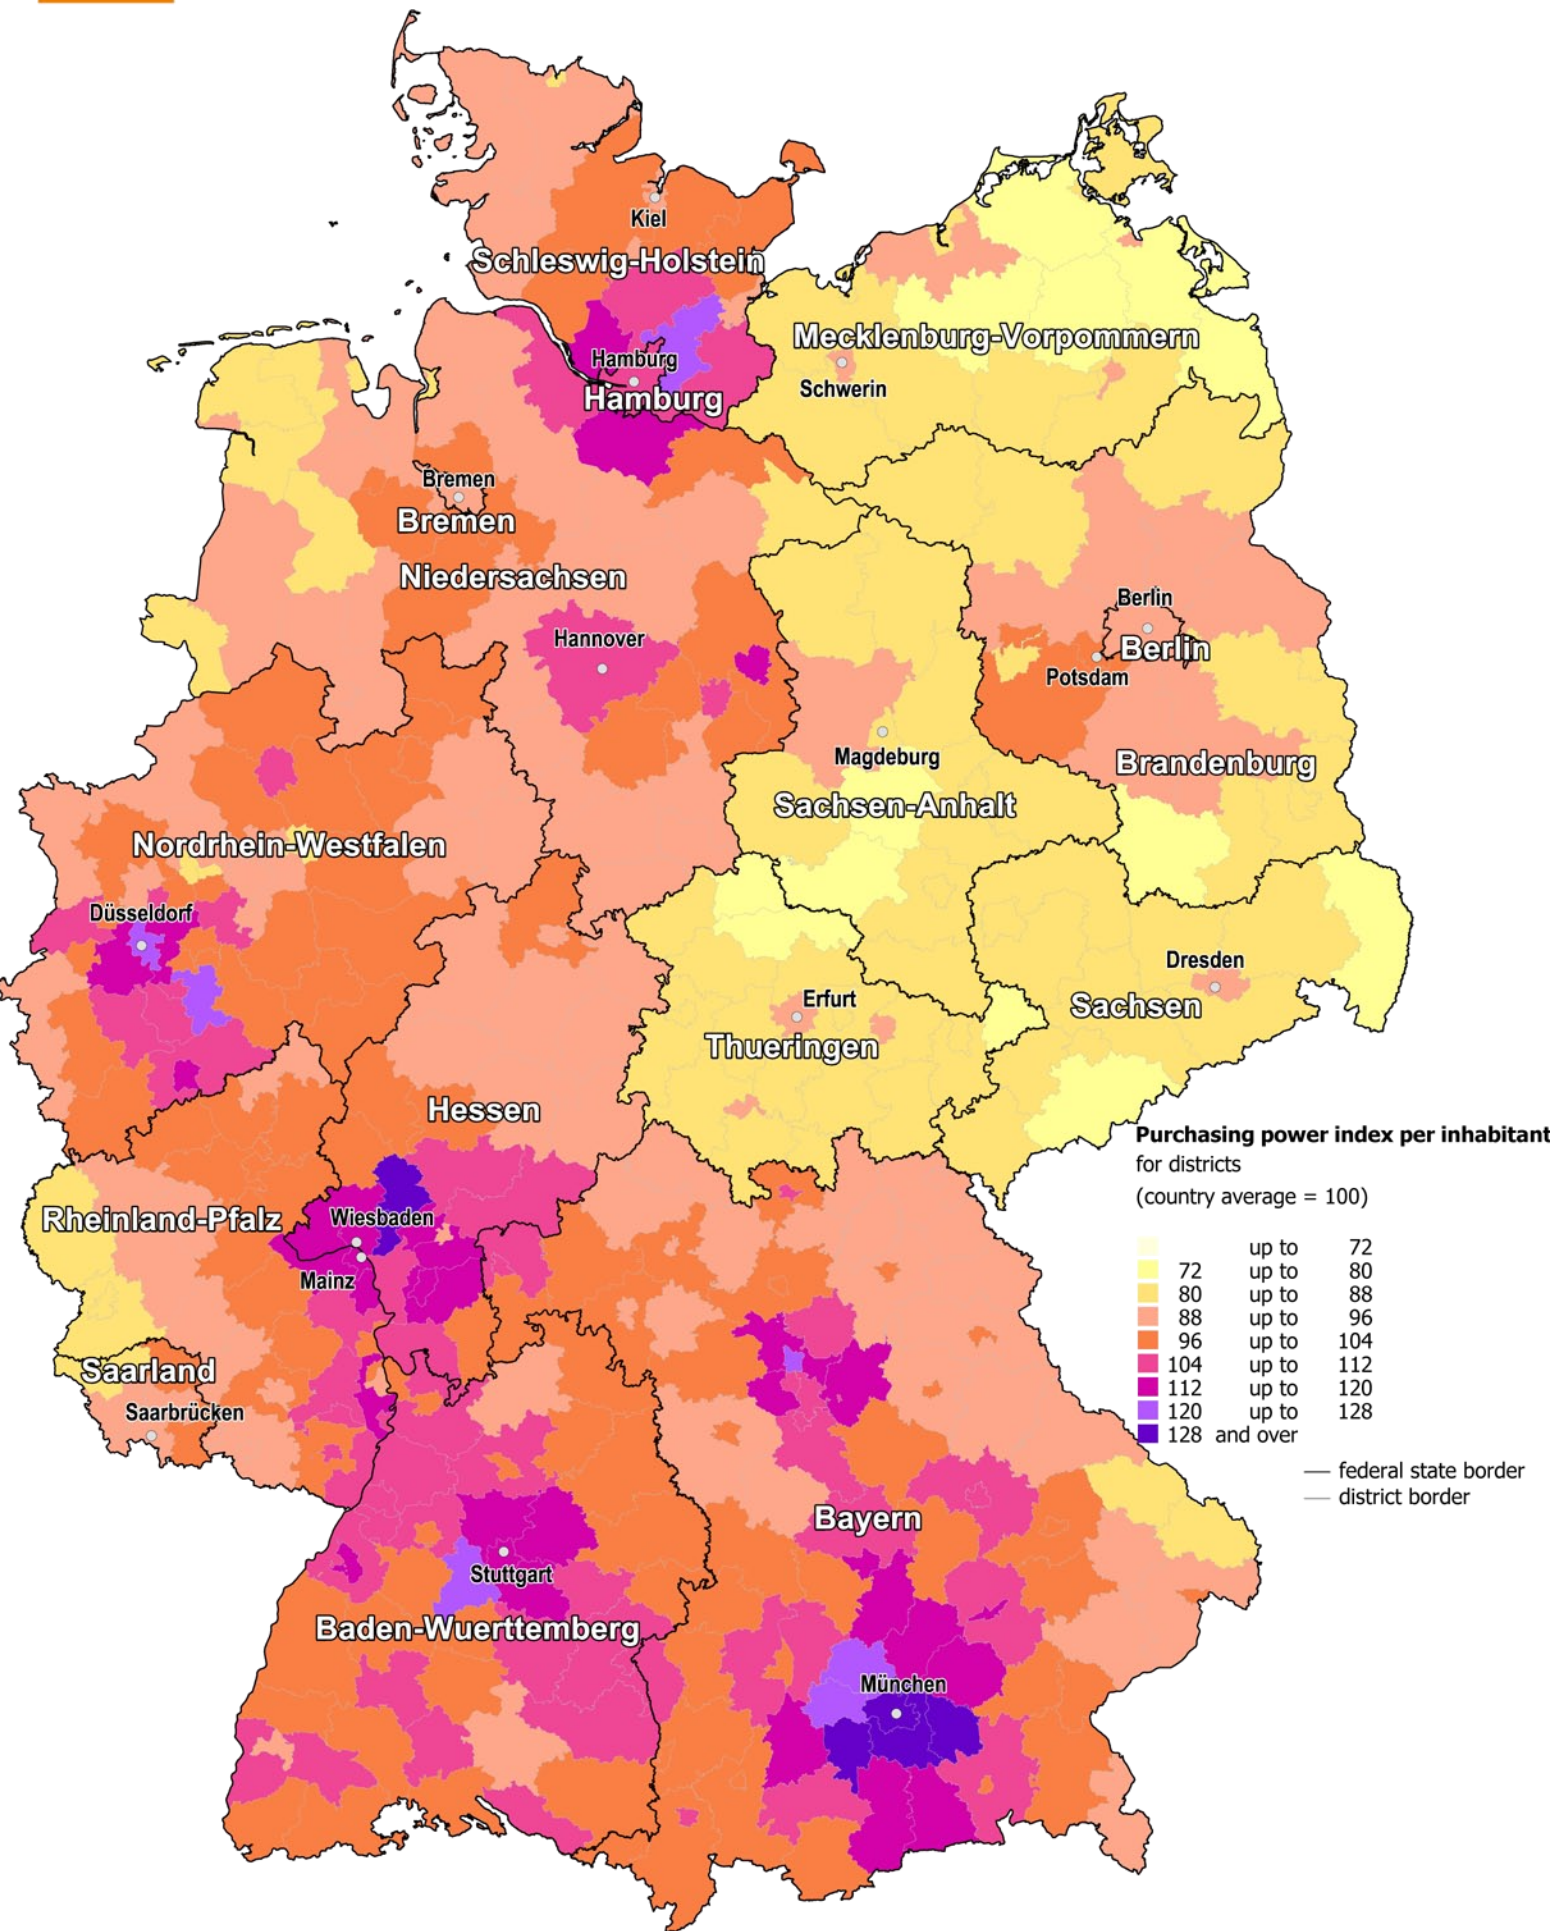 Kiel
Schleswig-Holstein
Mecklenburg-Vorpommern
Hamburg
Schwerin
Hamburg
Bremen
Bremen
Niedersachsen
Berlin
Hannover
Berlin
Potsdam
Magdeburg
Brandenburg
Sachsen-Anhalt
Nordrhein-Westfalen
Düsseldorf
Dresden
Erfurt
Sachsen
Thueringen
Hessen
Purchasing power index per inhabitant
for districts
(country average = 100)
up to 72
72 up to 80
80 up to 88
88 up to 96
96 up to 104
104 up to 112
112 up to 120
120 up to 128
128 and over
federal state border
district border
Rheinland-Pfalz
Wiesbaden
Mainz
Saarland
Saarbrücken
Bayern
Stuttgart
Baden-Wuerttemberg
München